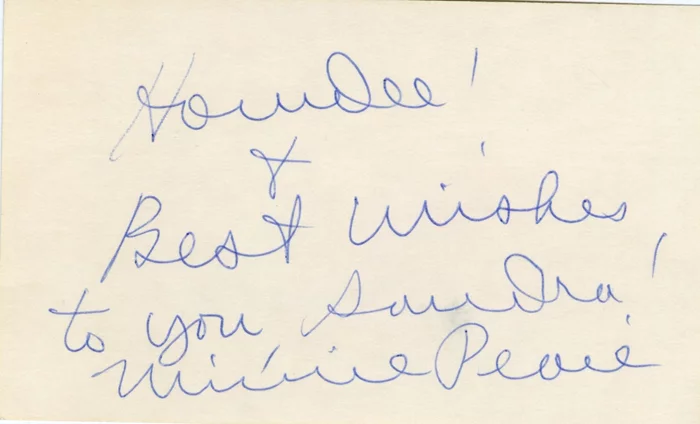 HowDee!
&
Best Wishes
to you Sandra!
Minnie Pearl